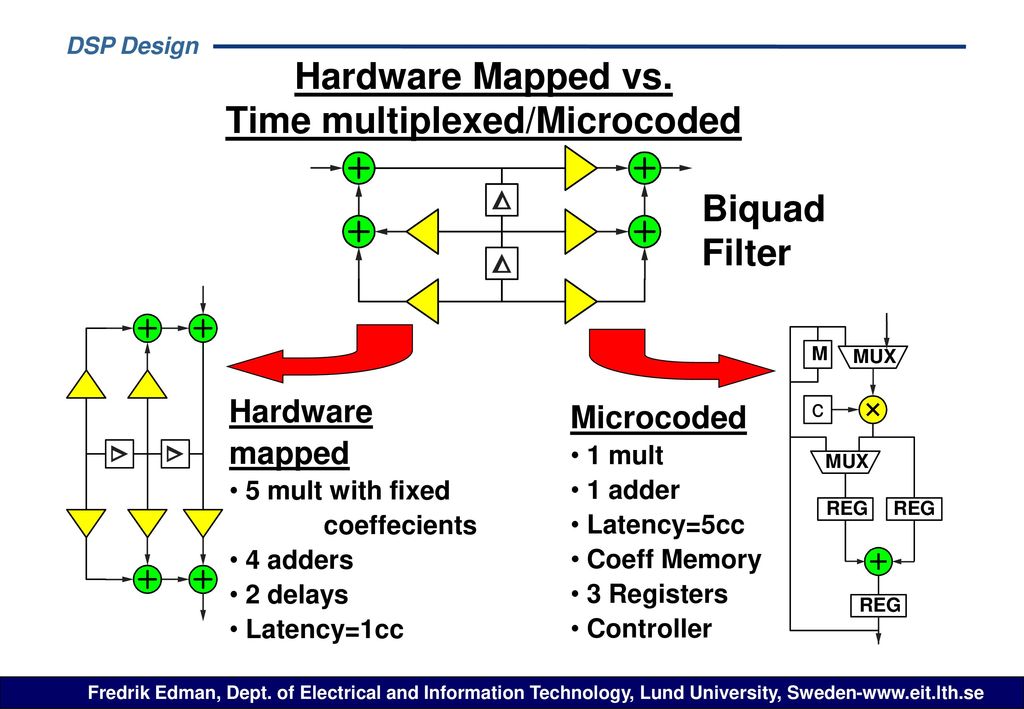 DSP Design
Hardware Mapped vs.
Time multiplexed/Microcoded
Δ
Δ
Biquad
Filter
Hardware
mapped
• 5 mult with fixed
coeffecients
• 4 adders
• 2 delays
• Latency=1cc
Microcoded
• 1 mult
• 1 adder
• Latency=5cc
• Coeff Memory
• 3 Registers
• Controller
M
MUX
C
MUX
REG
REG
REG
Fredrik Edman, Dept. of Electrical and Information Technology, Lund University, Sweden-www.eit.lth.se